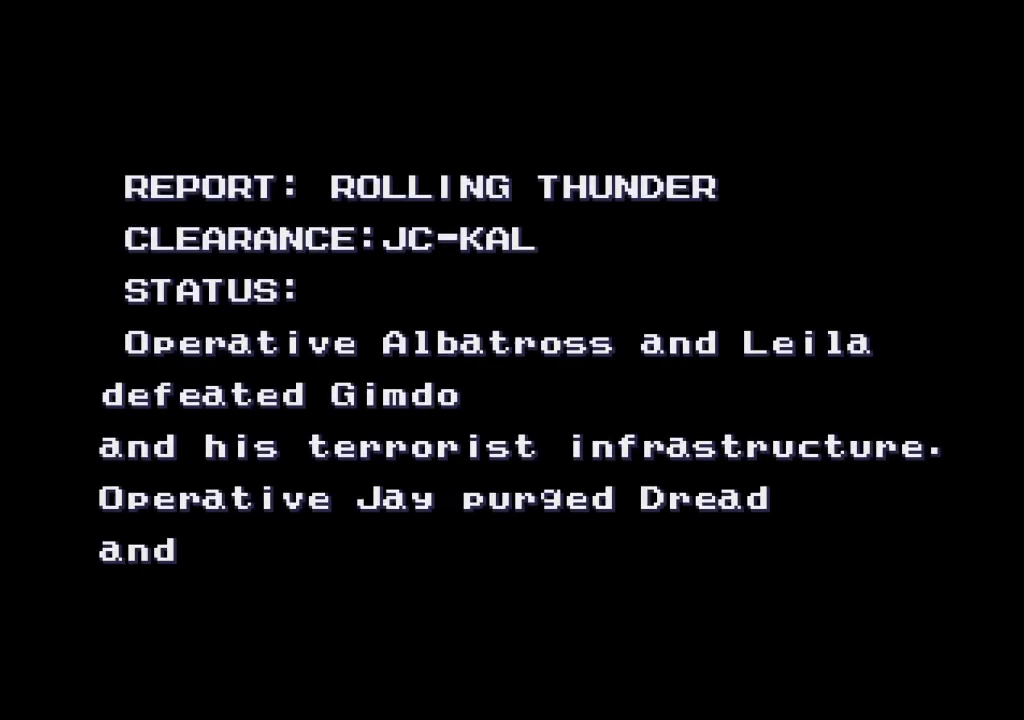 REPORT: ROLLING THUNDER
CLEARANCE:JC-KAL
STATUS:
Operative Albatross and Leila
defeated Gimdo
and his terrorist infrastructure.
Operative Jay purged Dread
and